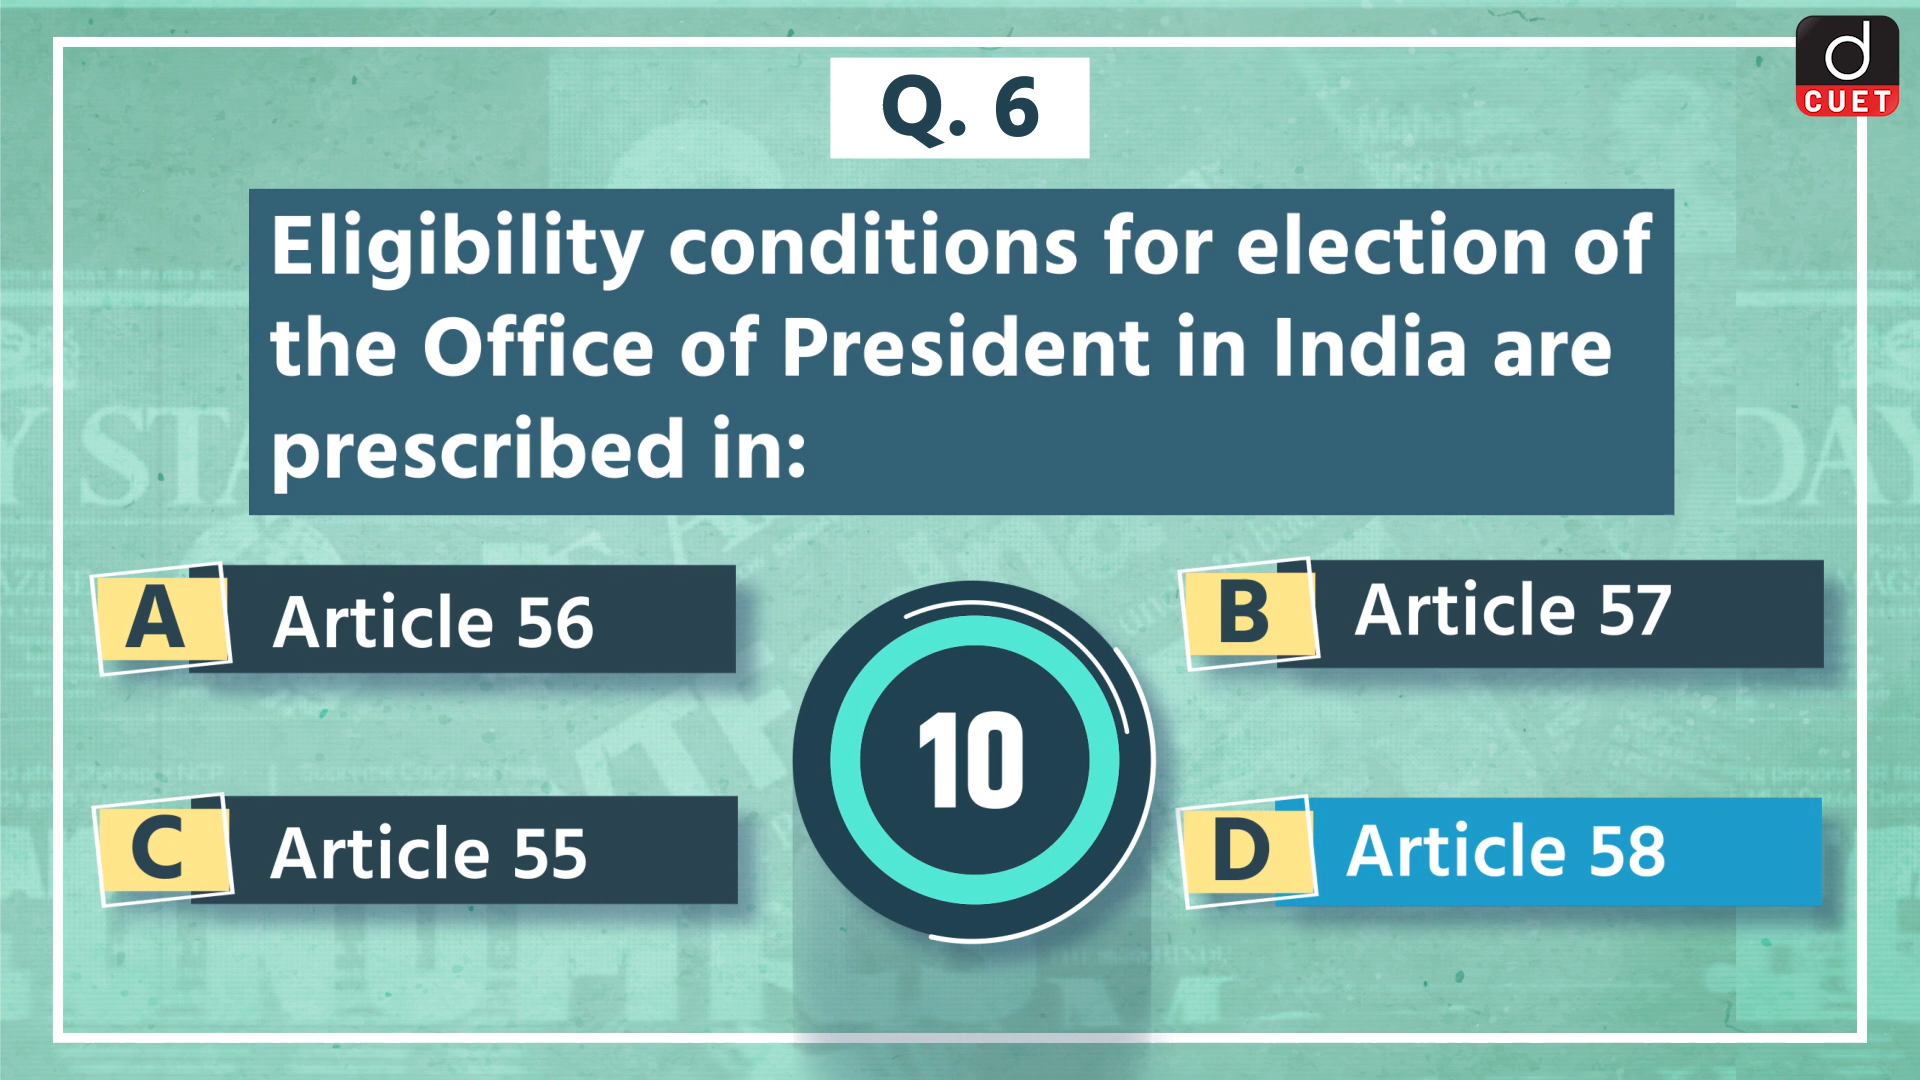 d
CUET
Q. 6
Eligibility conditions for election of
the Office of President in India are
prescribed in:
A Article 56
B Article 57
10
C Article 55
D Article 58